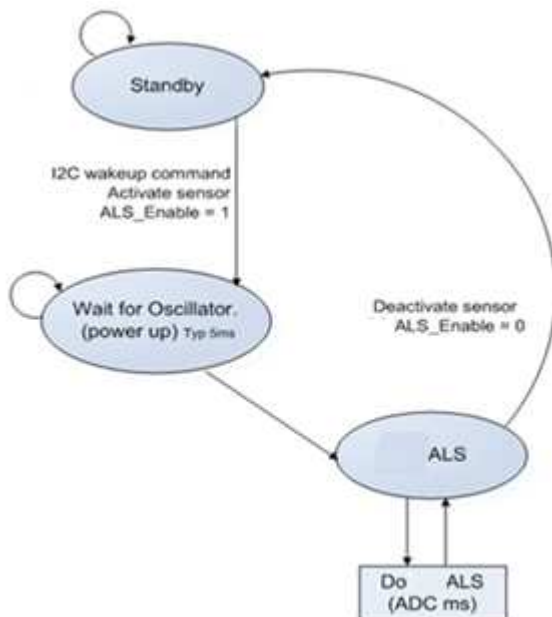 Standby
I2C wakeup command
Activate sensor
ALS_Enable = 1
Wait for Oscillator.
(power up) Typ 5ms
Deactivate sensor
ALS_Enable = 0
ALS
Do ALS
(ADC ms)